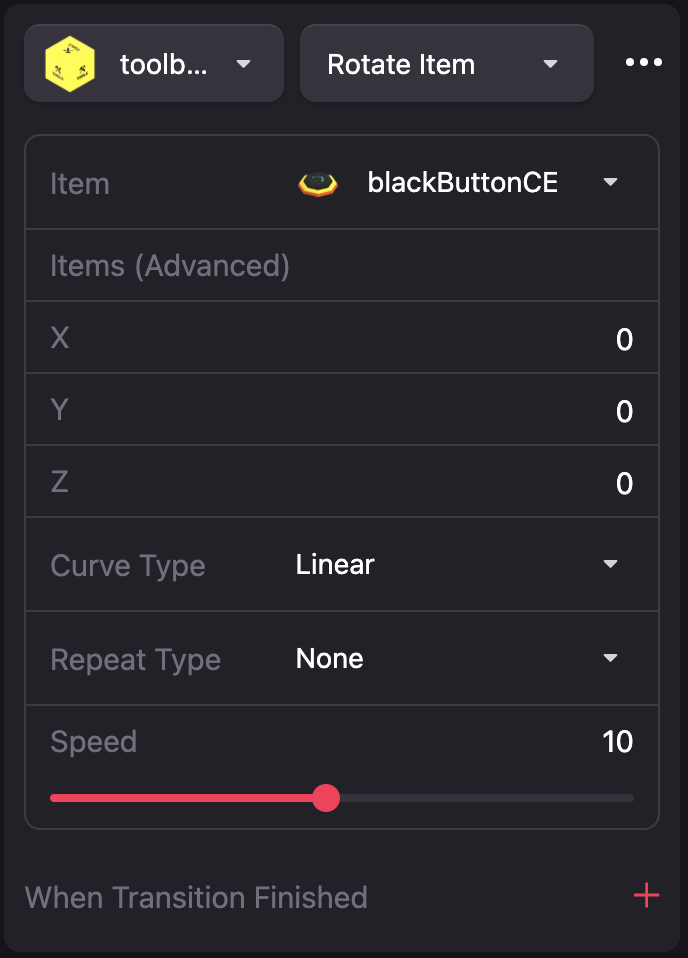 toolb...
Rotate Item
Item
blackButtonCE
Items (Advanced)
X
0
Y
0
Z
0
Curve Type
Linear
Repeat Type
None
Speed
10
When Transition Finished